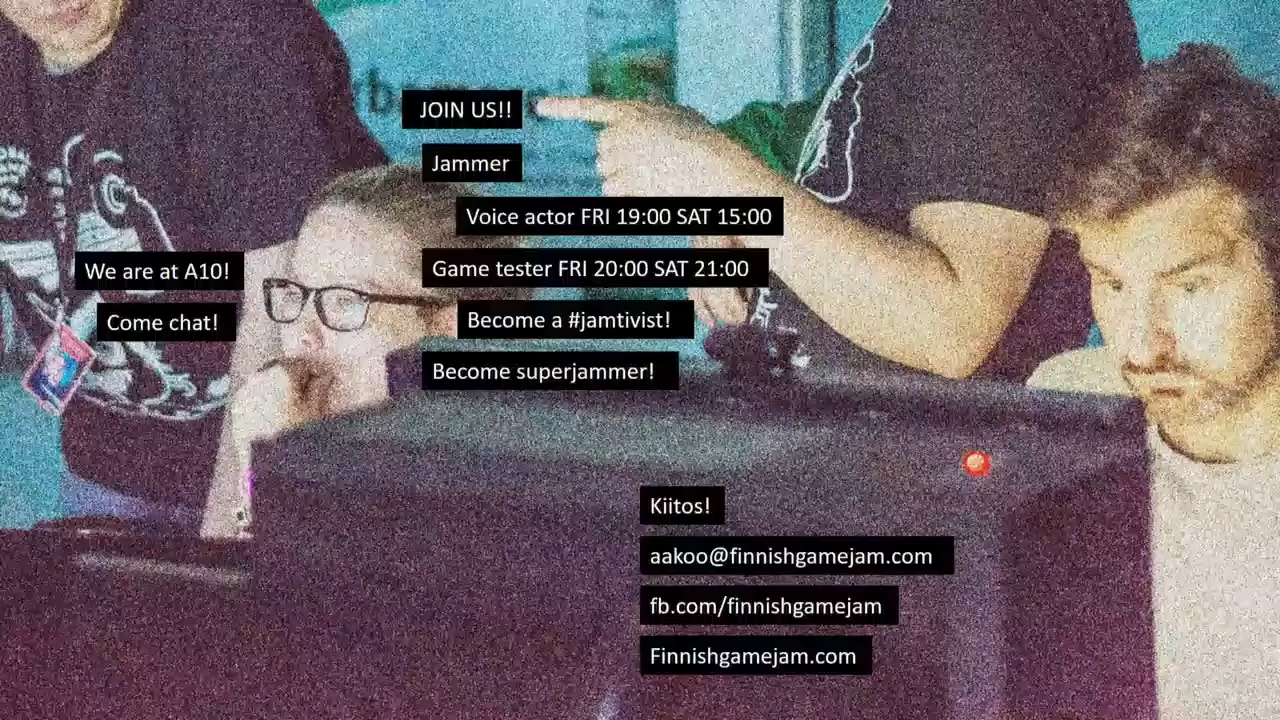 JOIN US!!
Jammer
Voice actor FRI 19:00 SAT 15:00
We are at A10!
Game tester FRI 20:00 SAT 21:00
Come chat!
Become a #jamtivist!
Become superjammer!
Kiitos!
aakoo@finnishgamejam.com
fb.com/finnishgamejam
Finnishgamejam.com